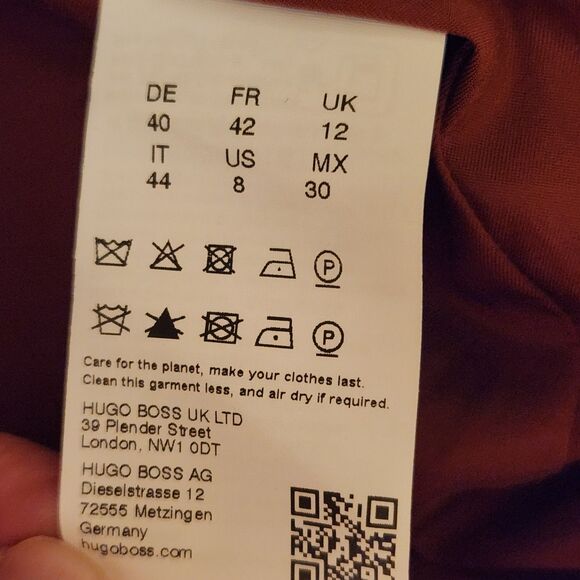 DE FR UK
40 42 12
IT US MX
44 8 30
P
P
Care for the planet, make your clothes last.
Clean this garment less, and air dry if required.
HUGO BOSS UK LTD
39 Plender Street
London, NW1 0DT
HUGO BOSS AG
Dieselstrasse 12
72555 Metzingen
Germany
hugoboss.com